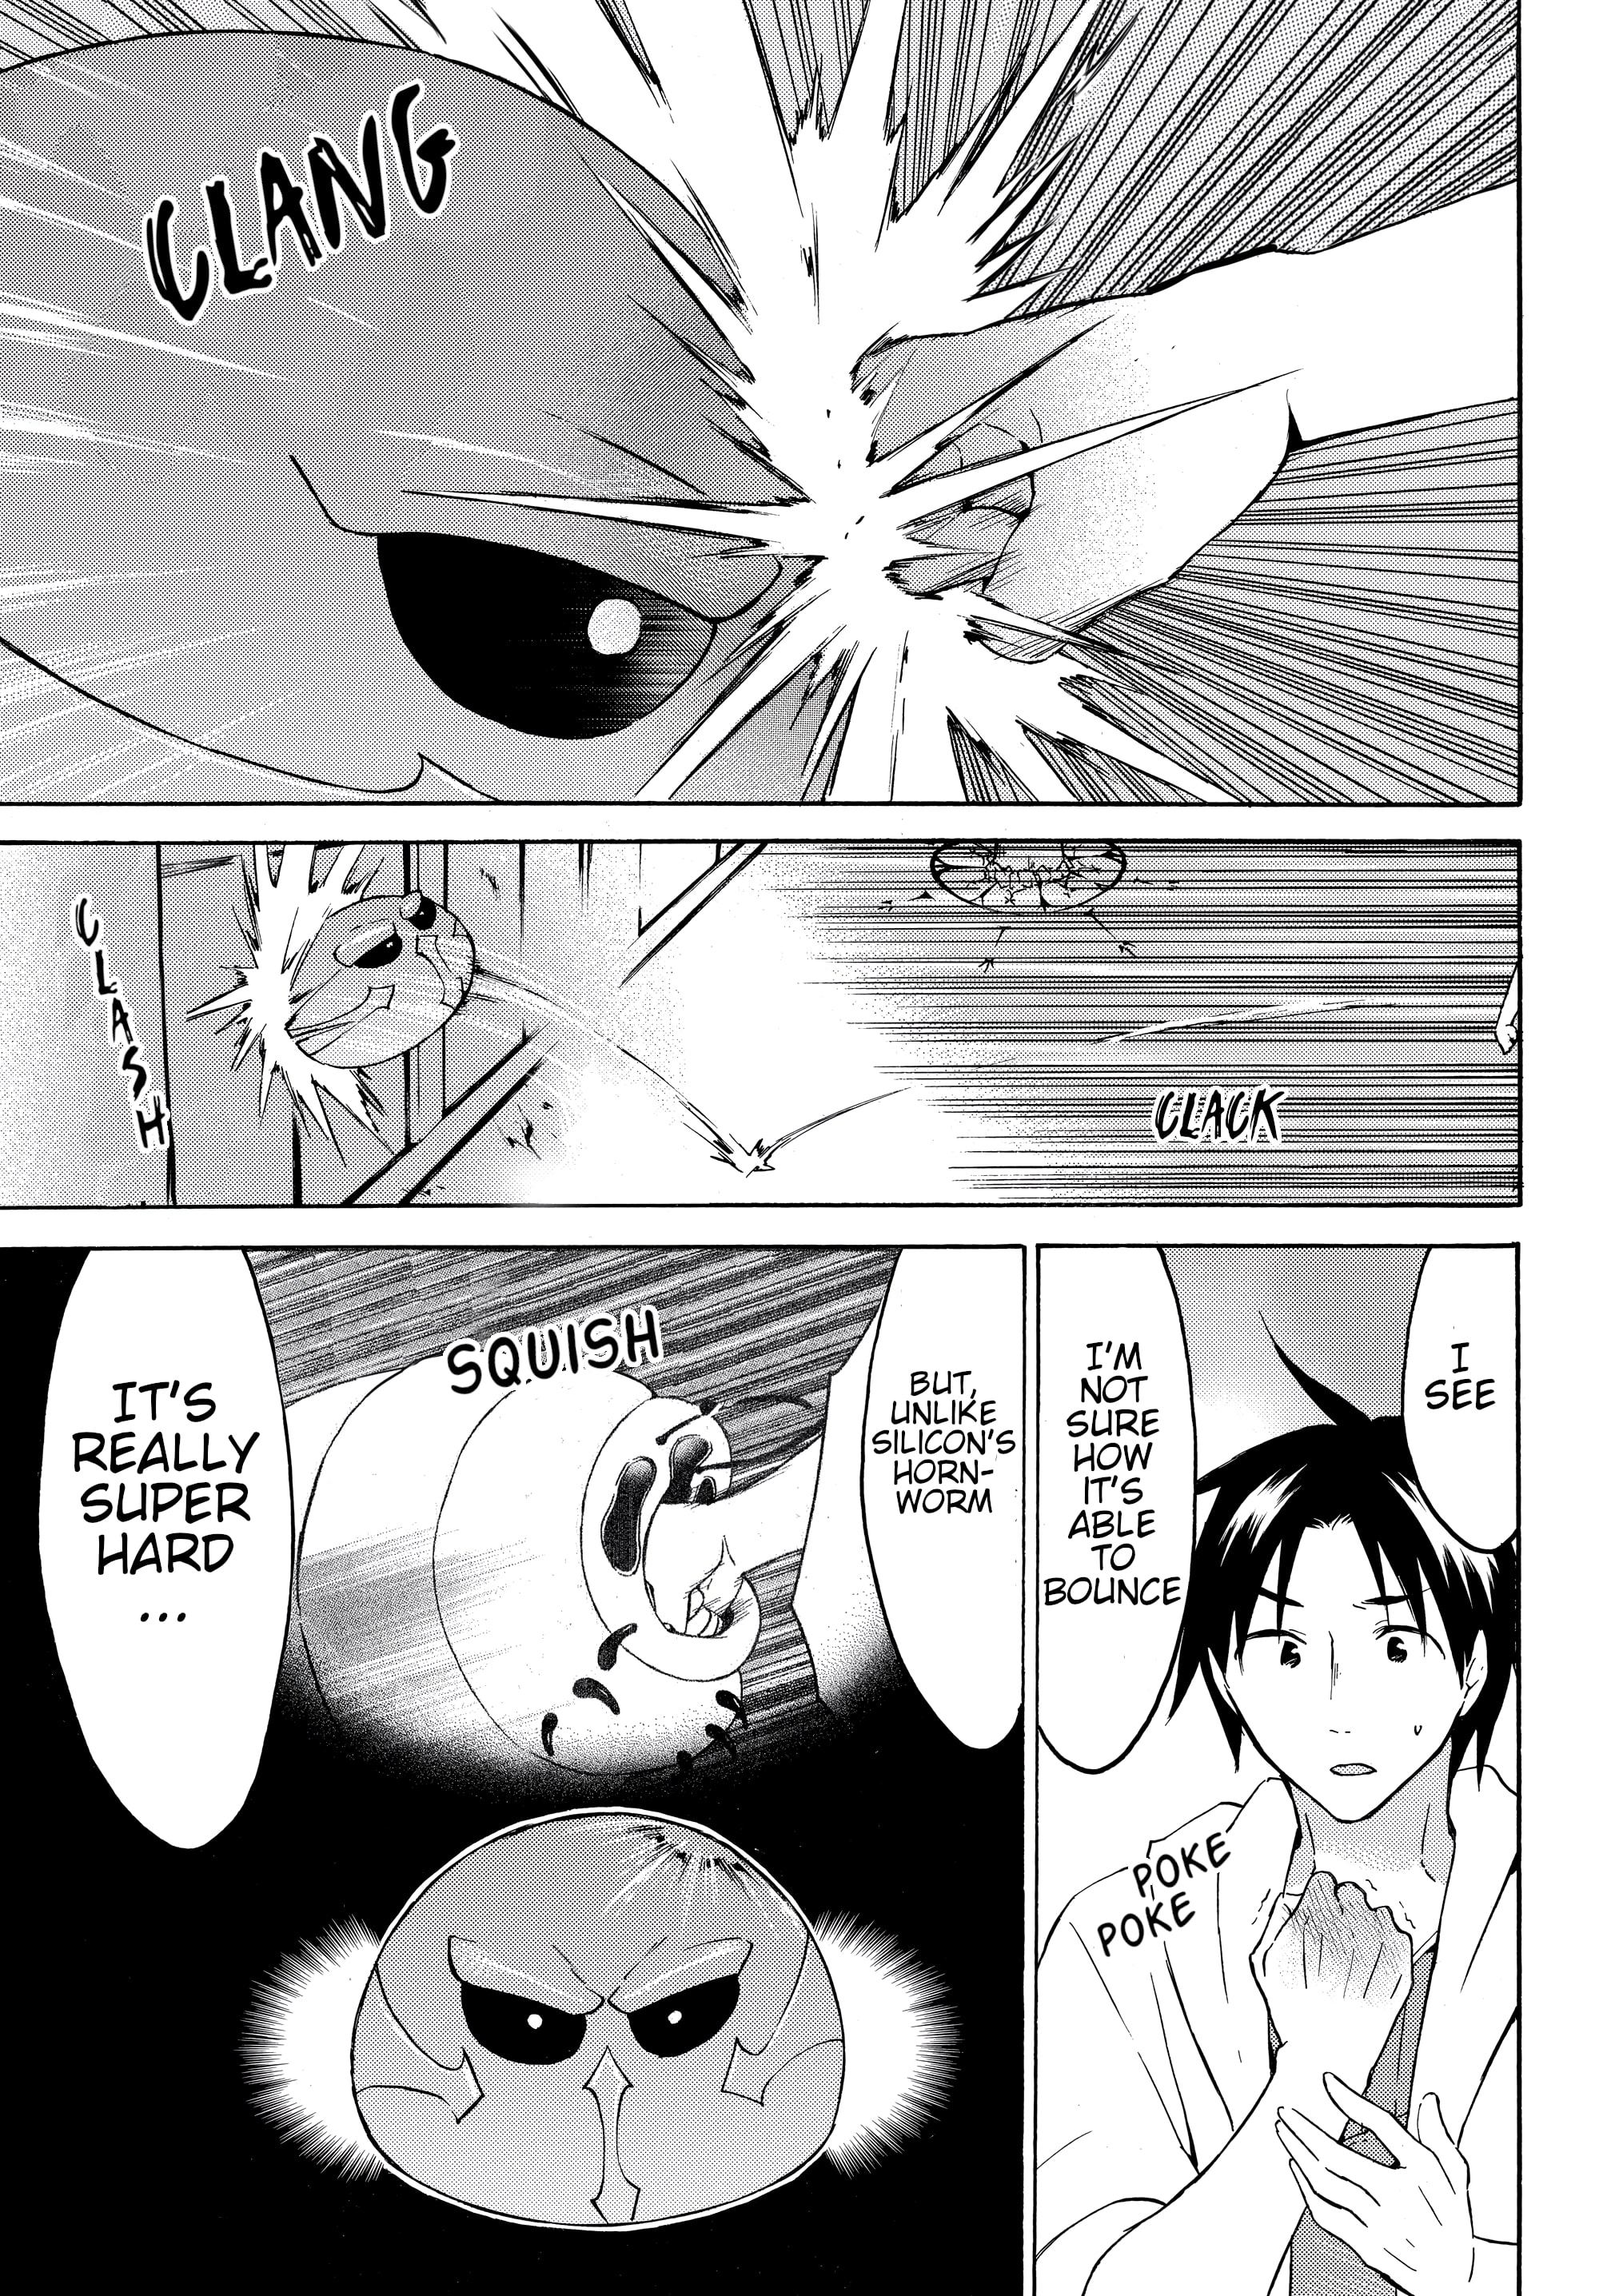 CLANG
CLACK
CLASH
I
SEE
I'M
NOT
SURE
HOW
IT'S
ABLE
TO
BOUNCE
POKE
POKE
BUT,
UNLIKE
SILICON'S
HORN-
WORM
SQUISH
IT'S
REALLY
SUPER
HARD
...